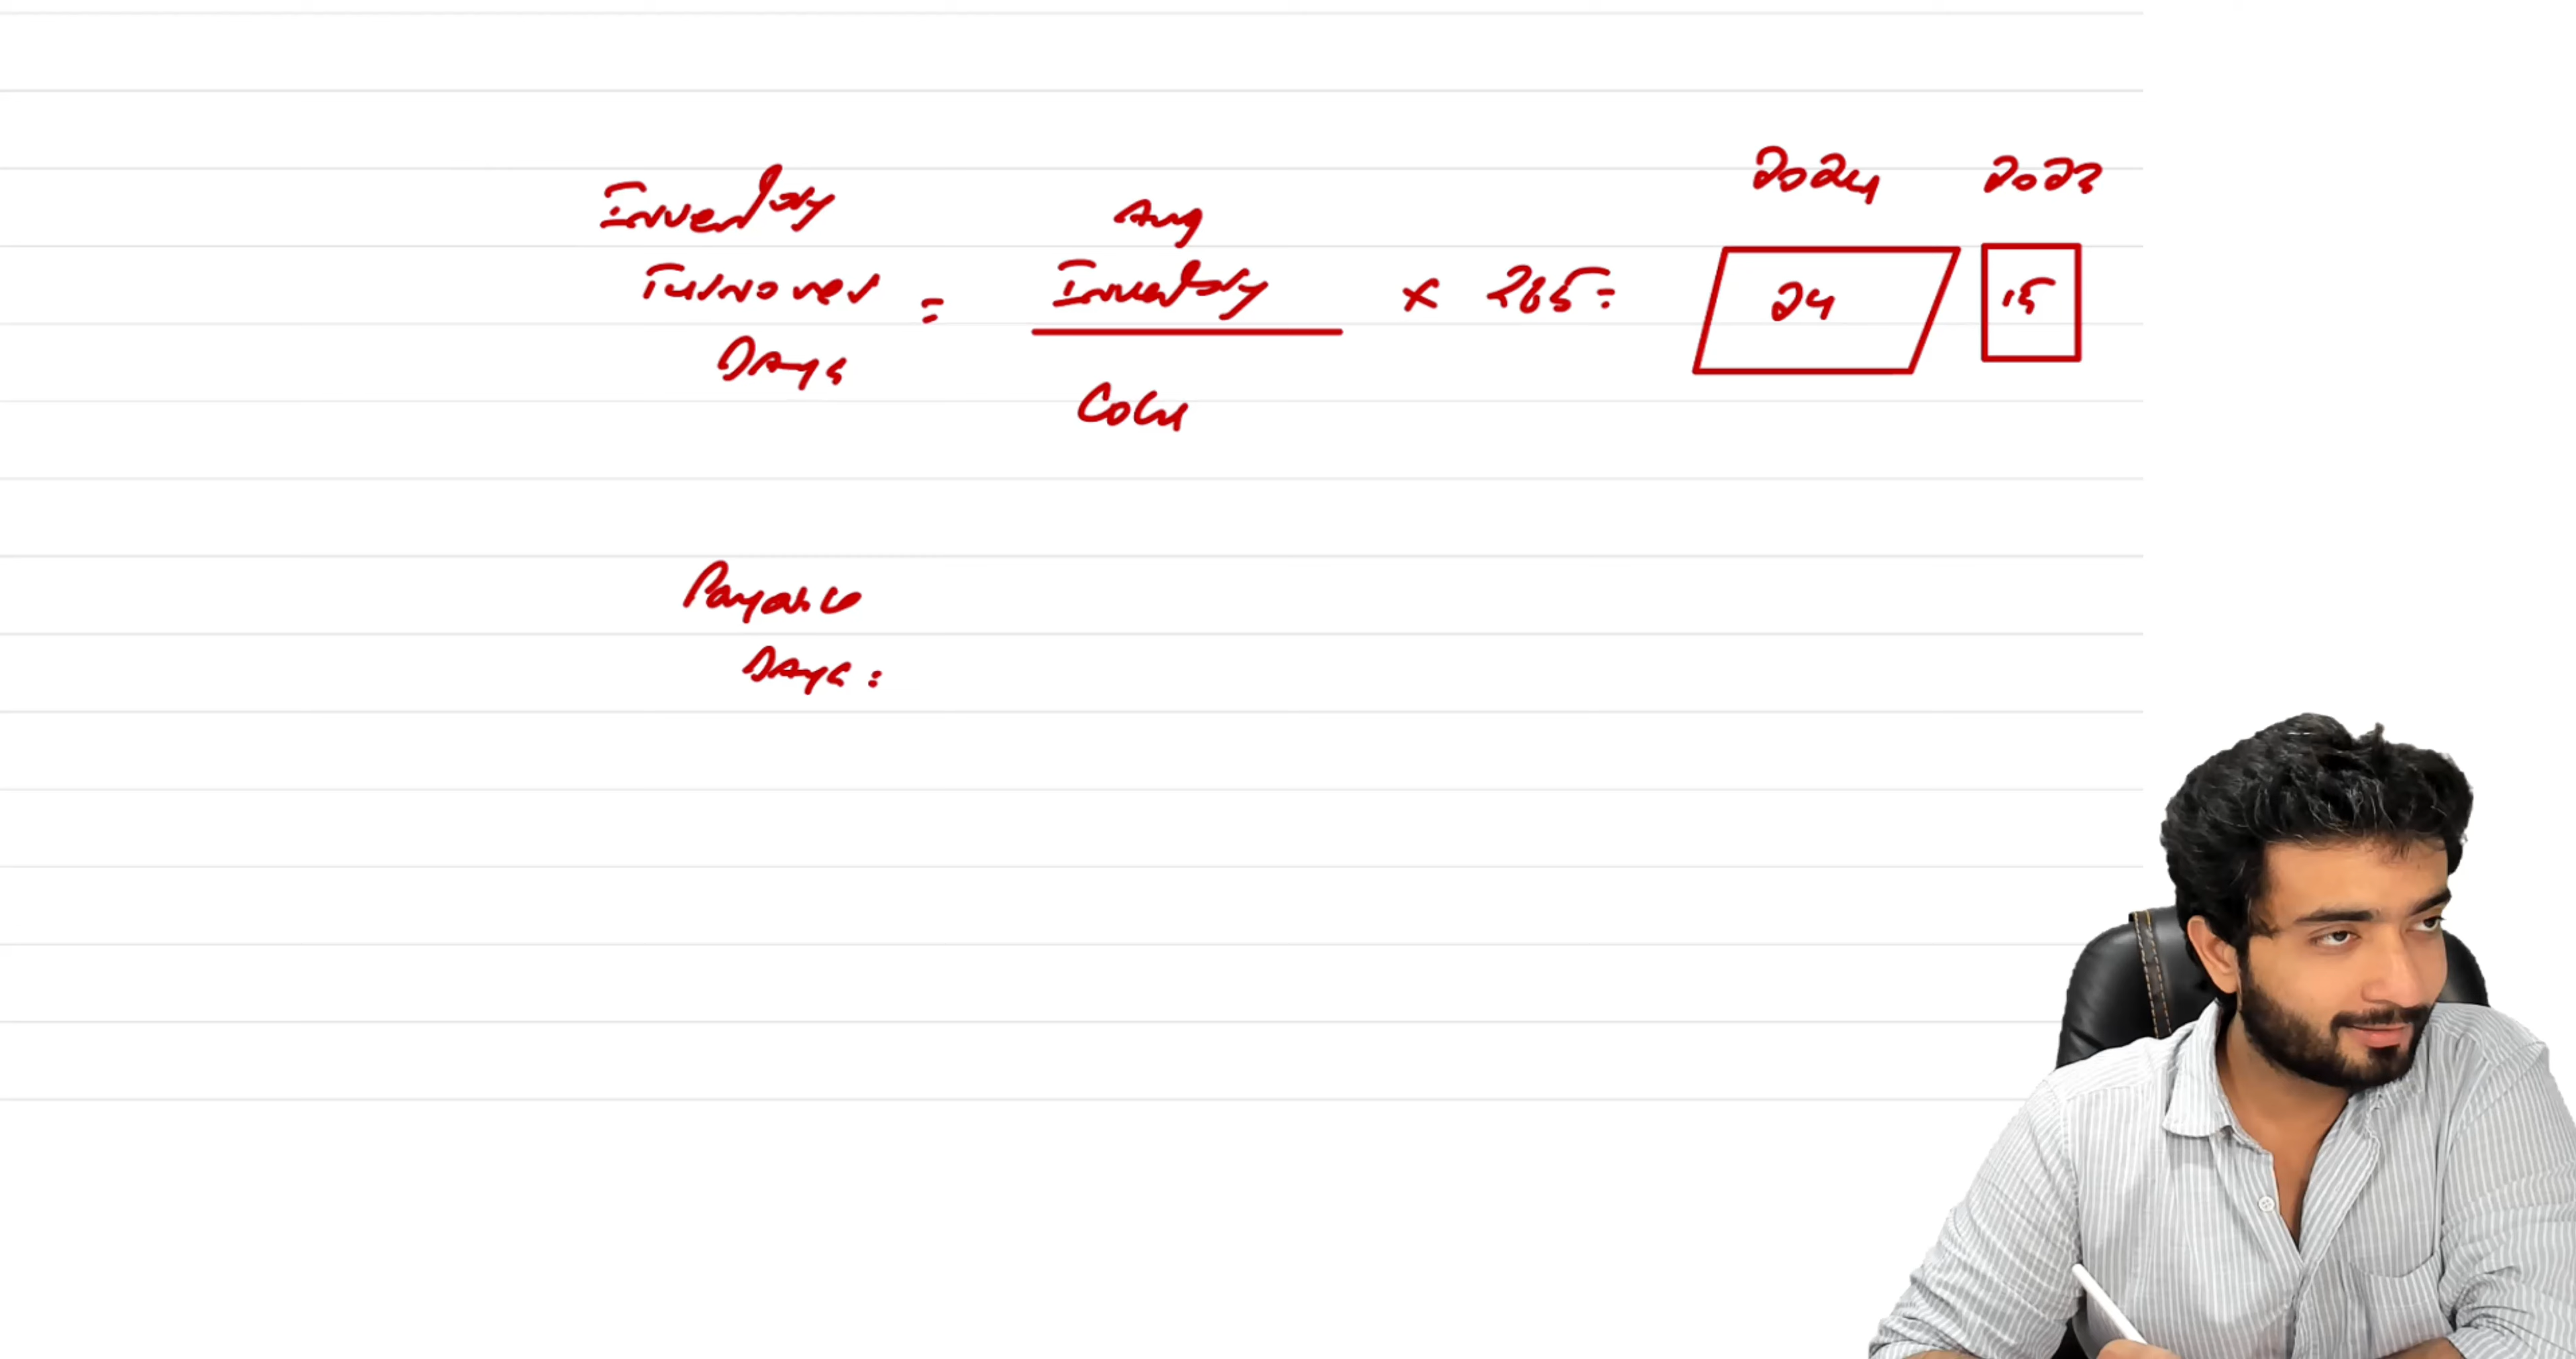 2024 2023
Inventory
Avg
Turnover = Inventory x 365 = 24 15
Days
COGS
Payable
Days =